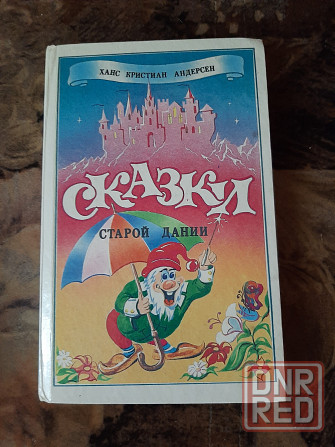 ХАНС КРИСТИАН АНДЕРСЕН
СКАЗКИ
СТАРОЙ ДАНИИ
DNR
RED